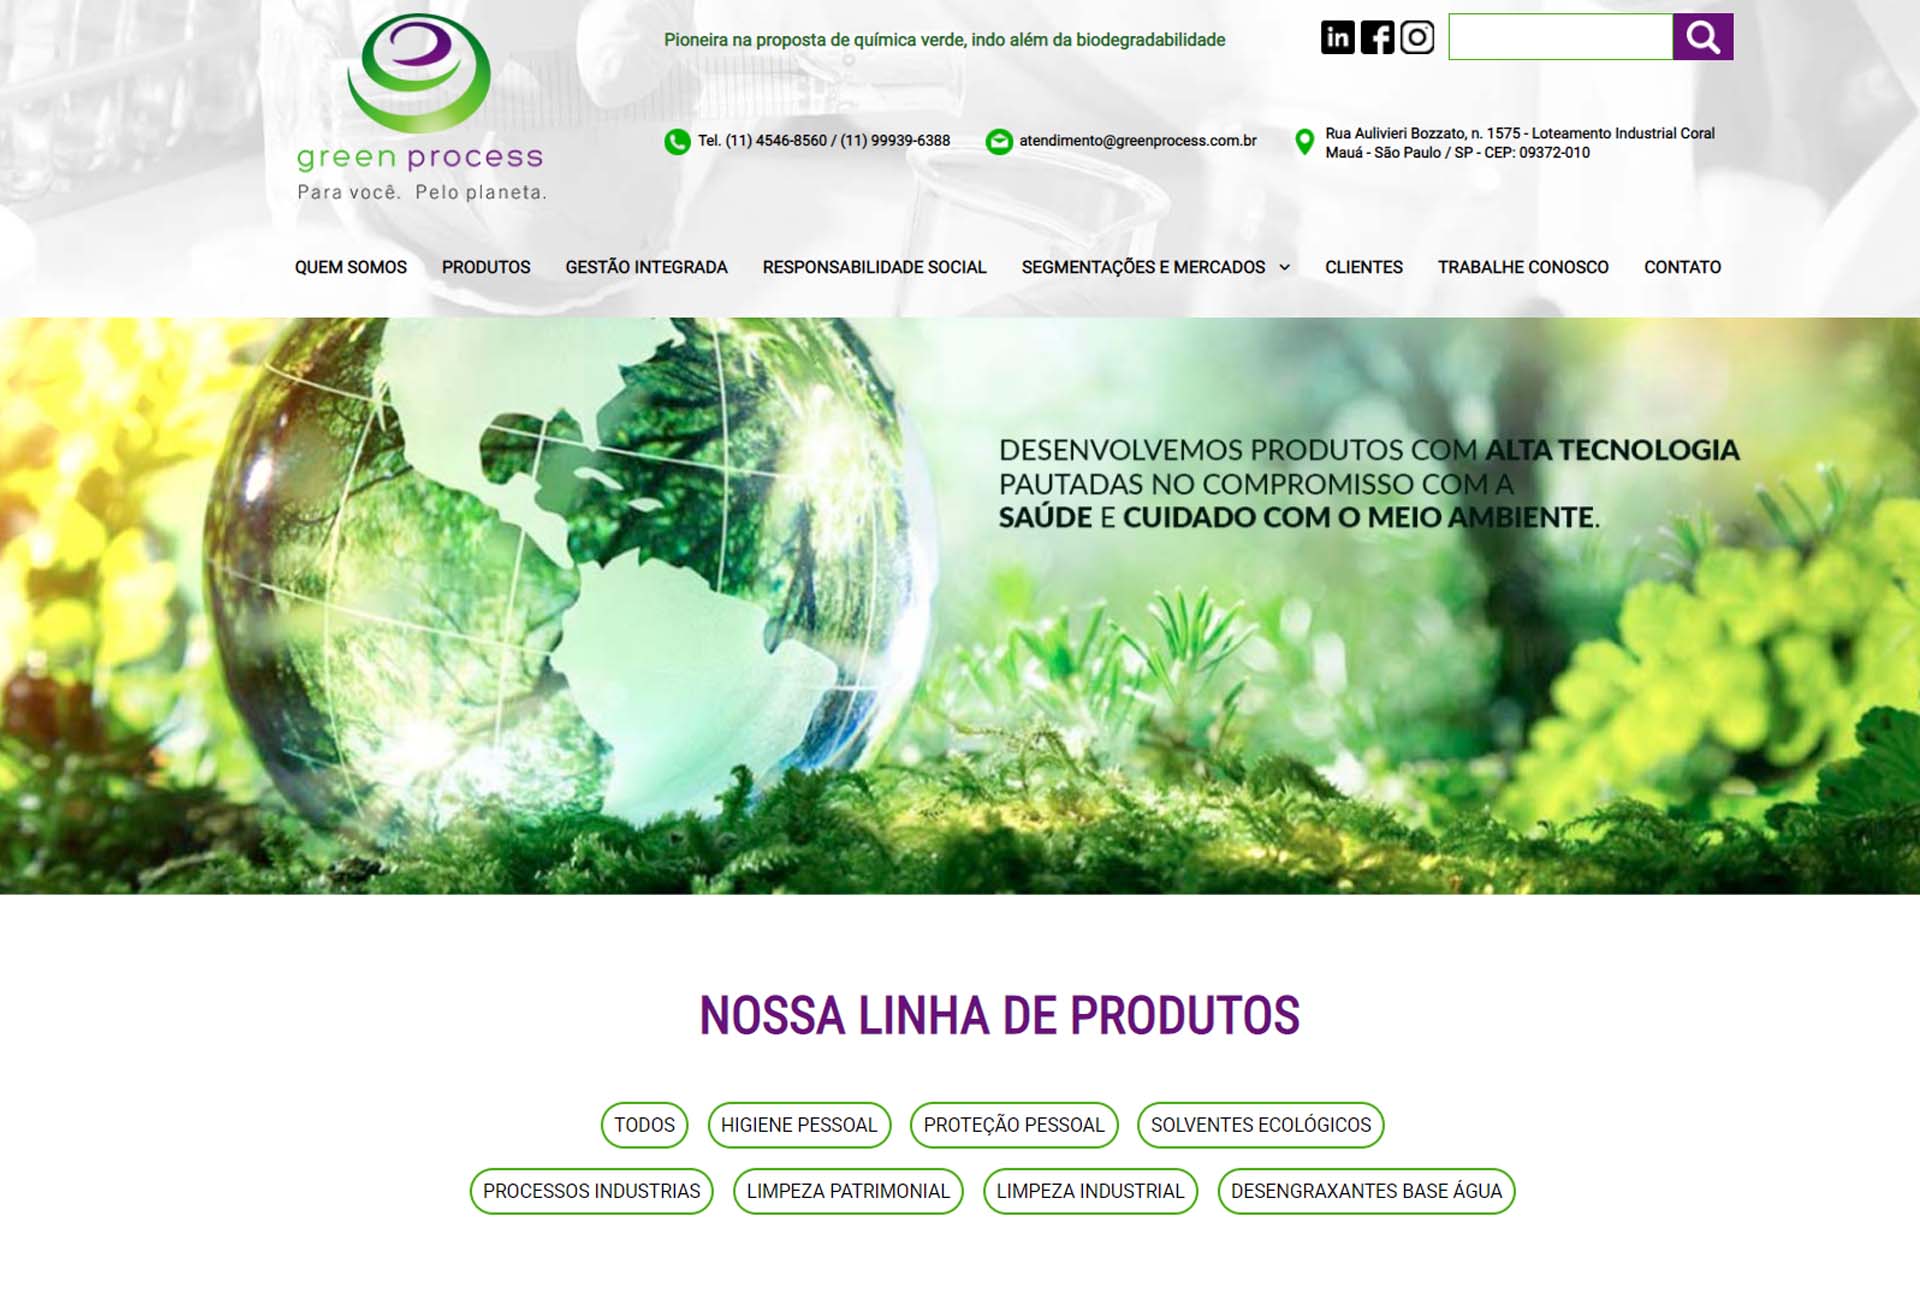 Pioneira na proposta de química verde, indo além da biodegradabilidade
green process
Para você. Pelo planeta.
Tel. (11) 4546-8560 / (11) 99939-6388
atendimento@greenprocess.com.br
Rua Aulivieri Bozzato, n. 1575 - Loteamento Industrial Coral
Mauá - São Paulo / SP - CEP: 09372-010
QUEM SOMOS
PRODUTOS
GESTÃO INTEGRADA
RESPONSABILIDADE SOCIAL
SEGMENTAÇÕES E MERCADOS
CLIENTES
TRABALHE CONOSCO
CONTATO
DESENVOLVEMOS PRODUTOS COM ALTA TECNOLOGIA
PAUTADAS NO COMPROMISSO COM A
SAÚDE E CUIDADO COM O MEIO AMBIENTE.
NOSSA LINHA DE PRODUTOS
TODOS
HIGIENE PESSOAL
PROTEÇÃO PESSOAL
SOLVENTES ECOLÓGICOS
PROCESSOS INDUSTRIAS
LIMPEZA PATRIMONIAL
LIMPEZA INDUSTRIAL
DESENGRAXANTES BASE ÁGUA